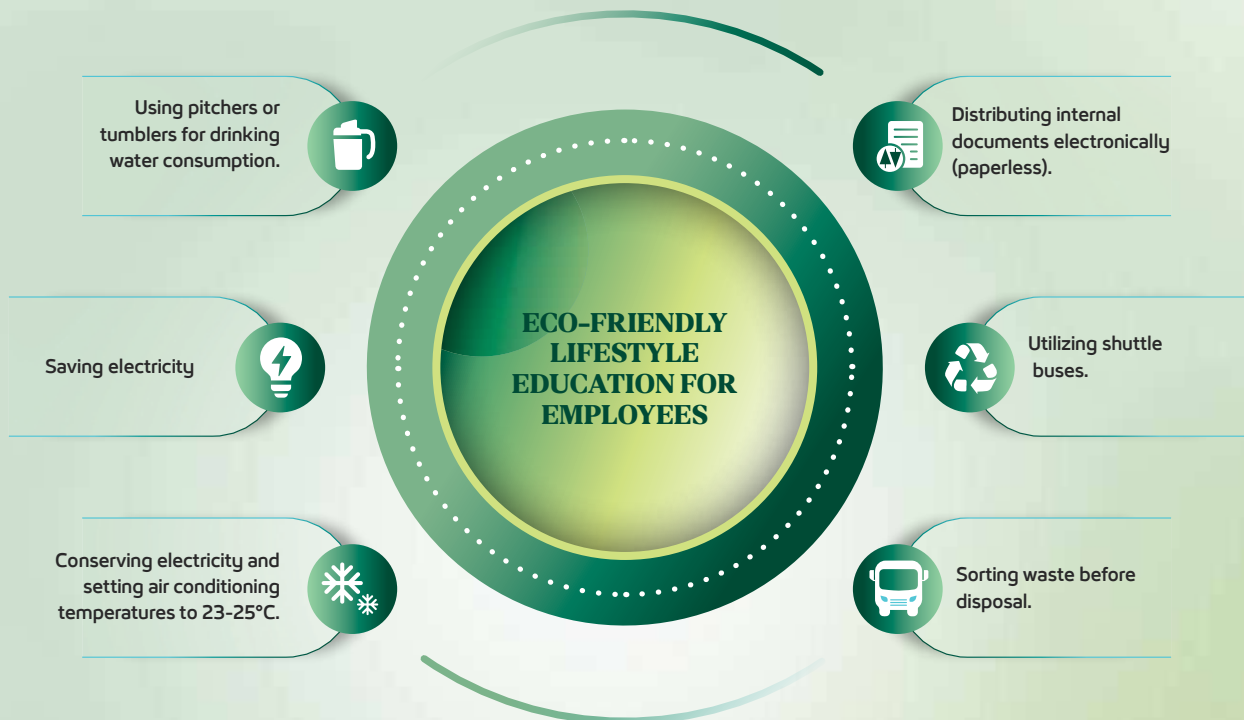 Using pitchers or
tumblers for drinking
water consumption.
Saving electricity
Conserving electricity and
setting air conditioning
temperatures to 23-25°C.
ECO-FRIENDLY
LIFESTYLE
EDUCATION FOR
EMPLOYEES
Distributing internal
documents electronically
(paperless).
Utilizing shuttle
buses.
Sorting waste before
disposal.